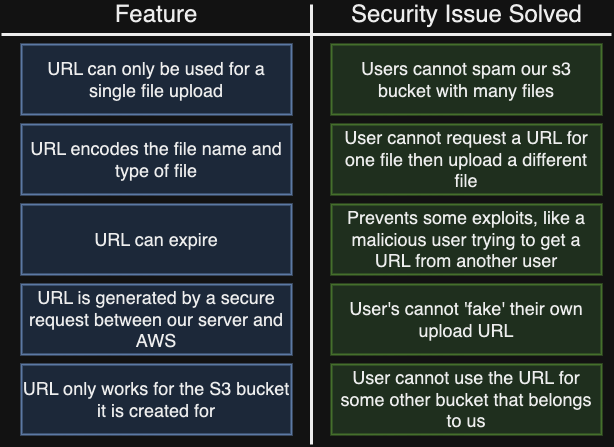 Feature
Security Issue Solved
URL can only be used for a
single file upload
Users cannot spam our s3
bucket with many files
URL encodes the file name and
type of file
User cannot request a URL for
one file then upload a different
file
URL can expire
Prevents some exploits, like a
malicious user trying to get a
URL from another user
URL is generated by a secure
request between our server and
AWS
User's cannot 'fake' their own
upload URL
URL only works for the S3 bucket
it is created for
User cannot use the URL for
some other bucket that belongs
to us